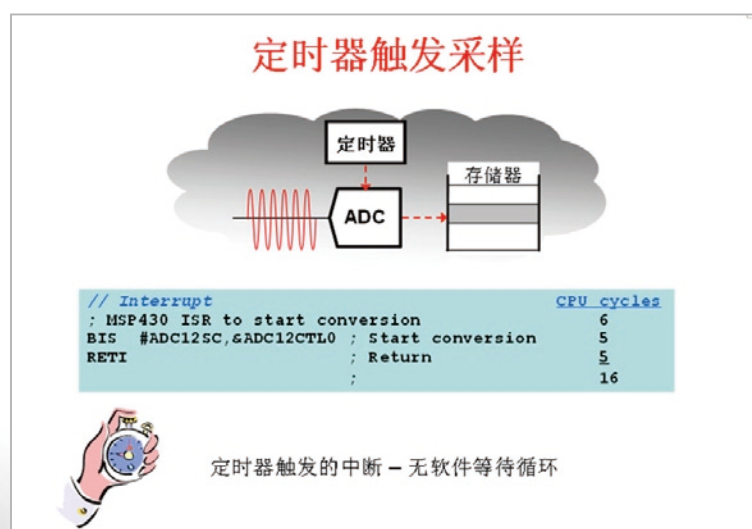 定时器触发采样
定时器
存储器
ADC
// Interrupt CPU cycles
; MSP430 ISR to start conversion 6
BIS #ADC12SC,&ADC12CTL0 ; Start conversion 5
RETI ; Return 5
; 16
定时器触发的中断 – 无软件等待循环